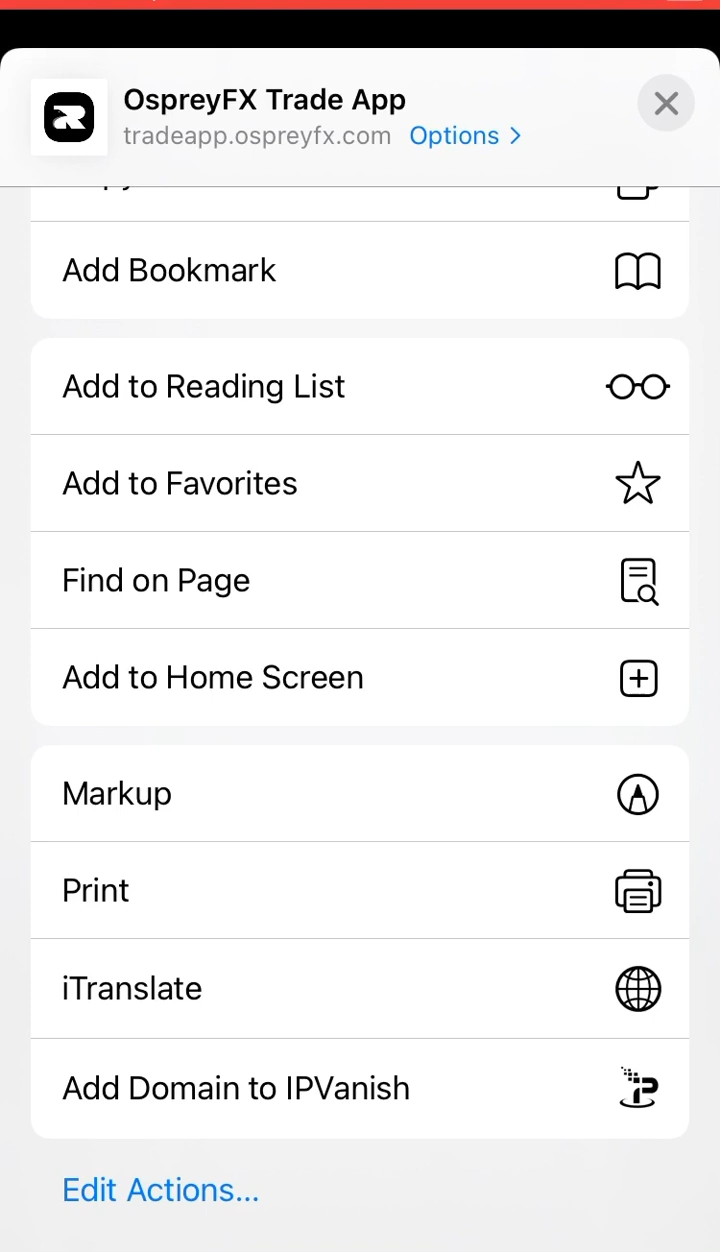 OspreyFX Trade App
tradeapp.ospreyfx.com Options >
Add Bookmark
Add to Reading List
Add to Favorites
Find on Page
Add to Home Screen
Markup
Print
iTranslate
Add Domain to IPVanish
Edit Actions...